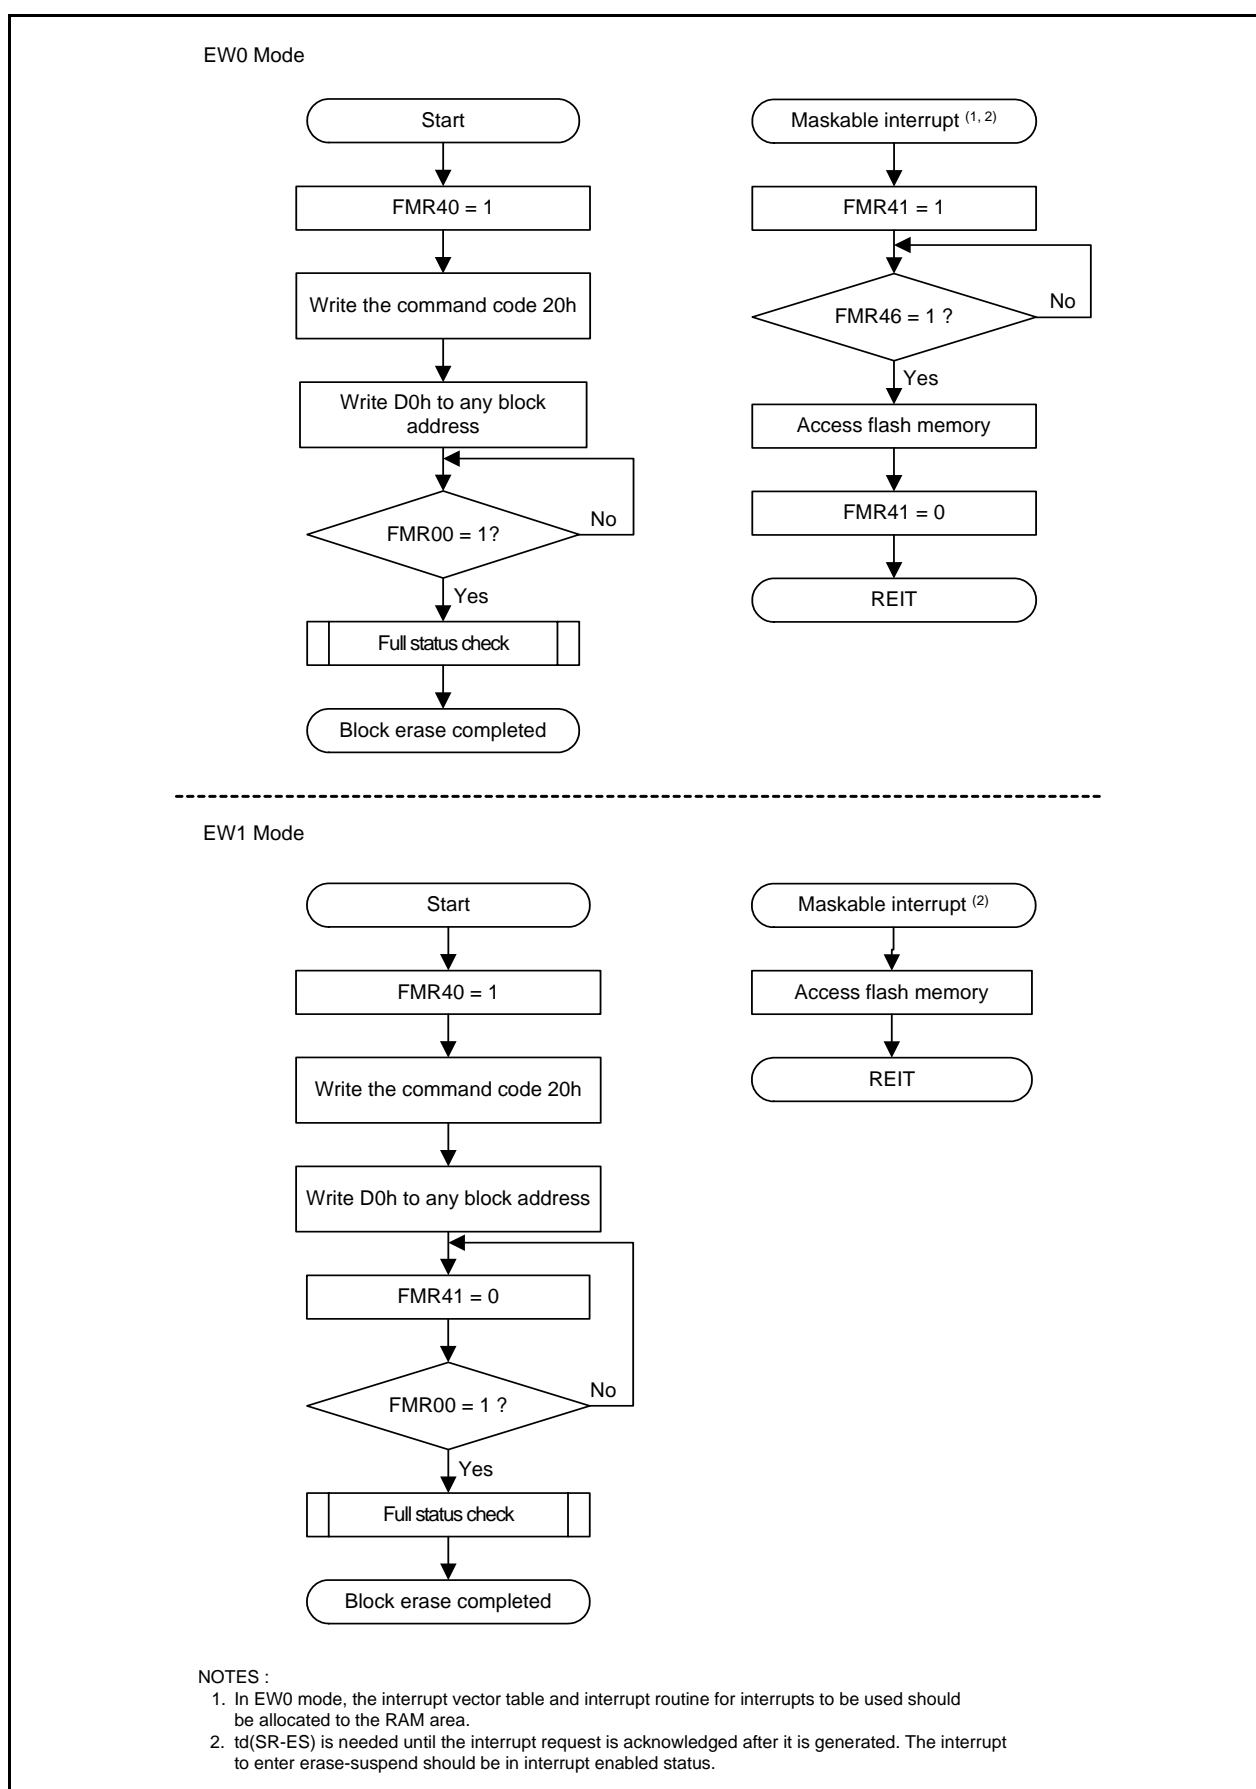 EW0 Mode
Start
FMR40 = 1
Write the command code 20h
Write D0h to any block
address
FMR00 = 1?
No
Yes
Full status check
Block erase completed
Maskable interrupt (1, 2)
FMR41 = 1
FMR46 = 1 ?
No
Yes
Access flash memory
FMR41 = 0
REIT
EW1 Mode
Start
FMR40 = 1
Write the command code 20h
Write D0h to any block address
FMR41 = 0
FMR00 = 1 ?
No
Yes
Full status check
Block erase completed
Maskable interrupt (2)
Access flash memory
REIT
NOTES :
1. In EW0 mode, the interrupt vector table and interrupt routine for interrupts to be used should
be allocated to the RAM area.
2. td(SR-ES) is needed until the interrupt request is acknowledged after it is generated. The interrupt
to enter erase-suspend should be in interrupt enabled status.